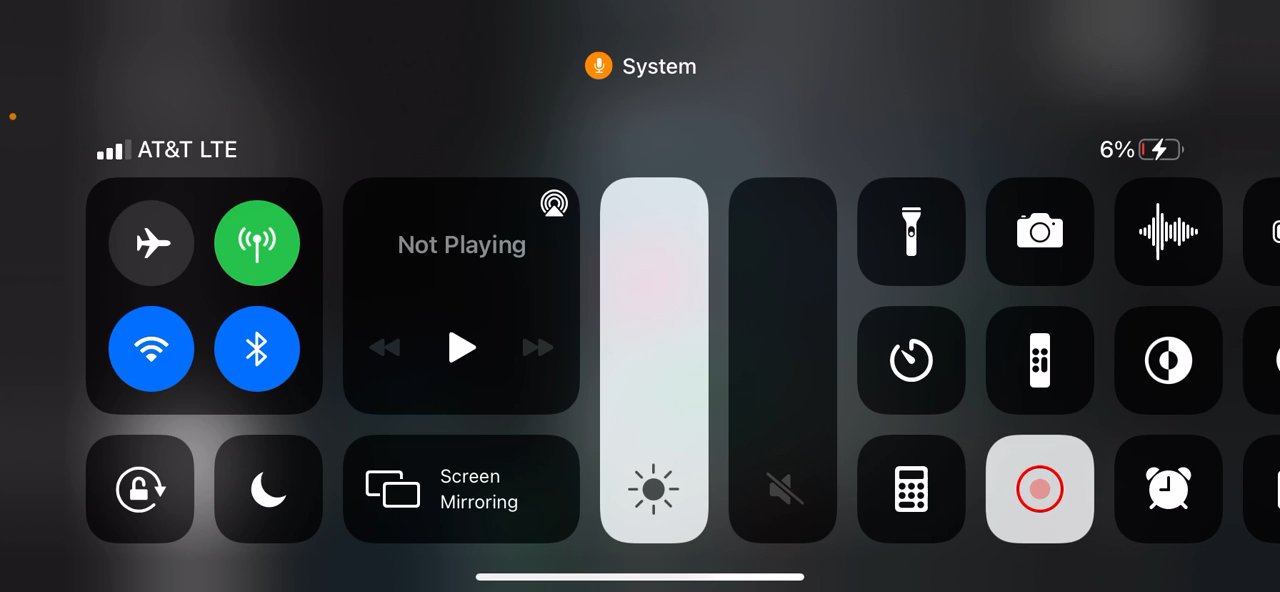 System
AT&T LTE
6%
Not Playing
Screen
Mirroring